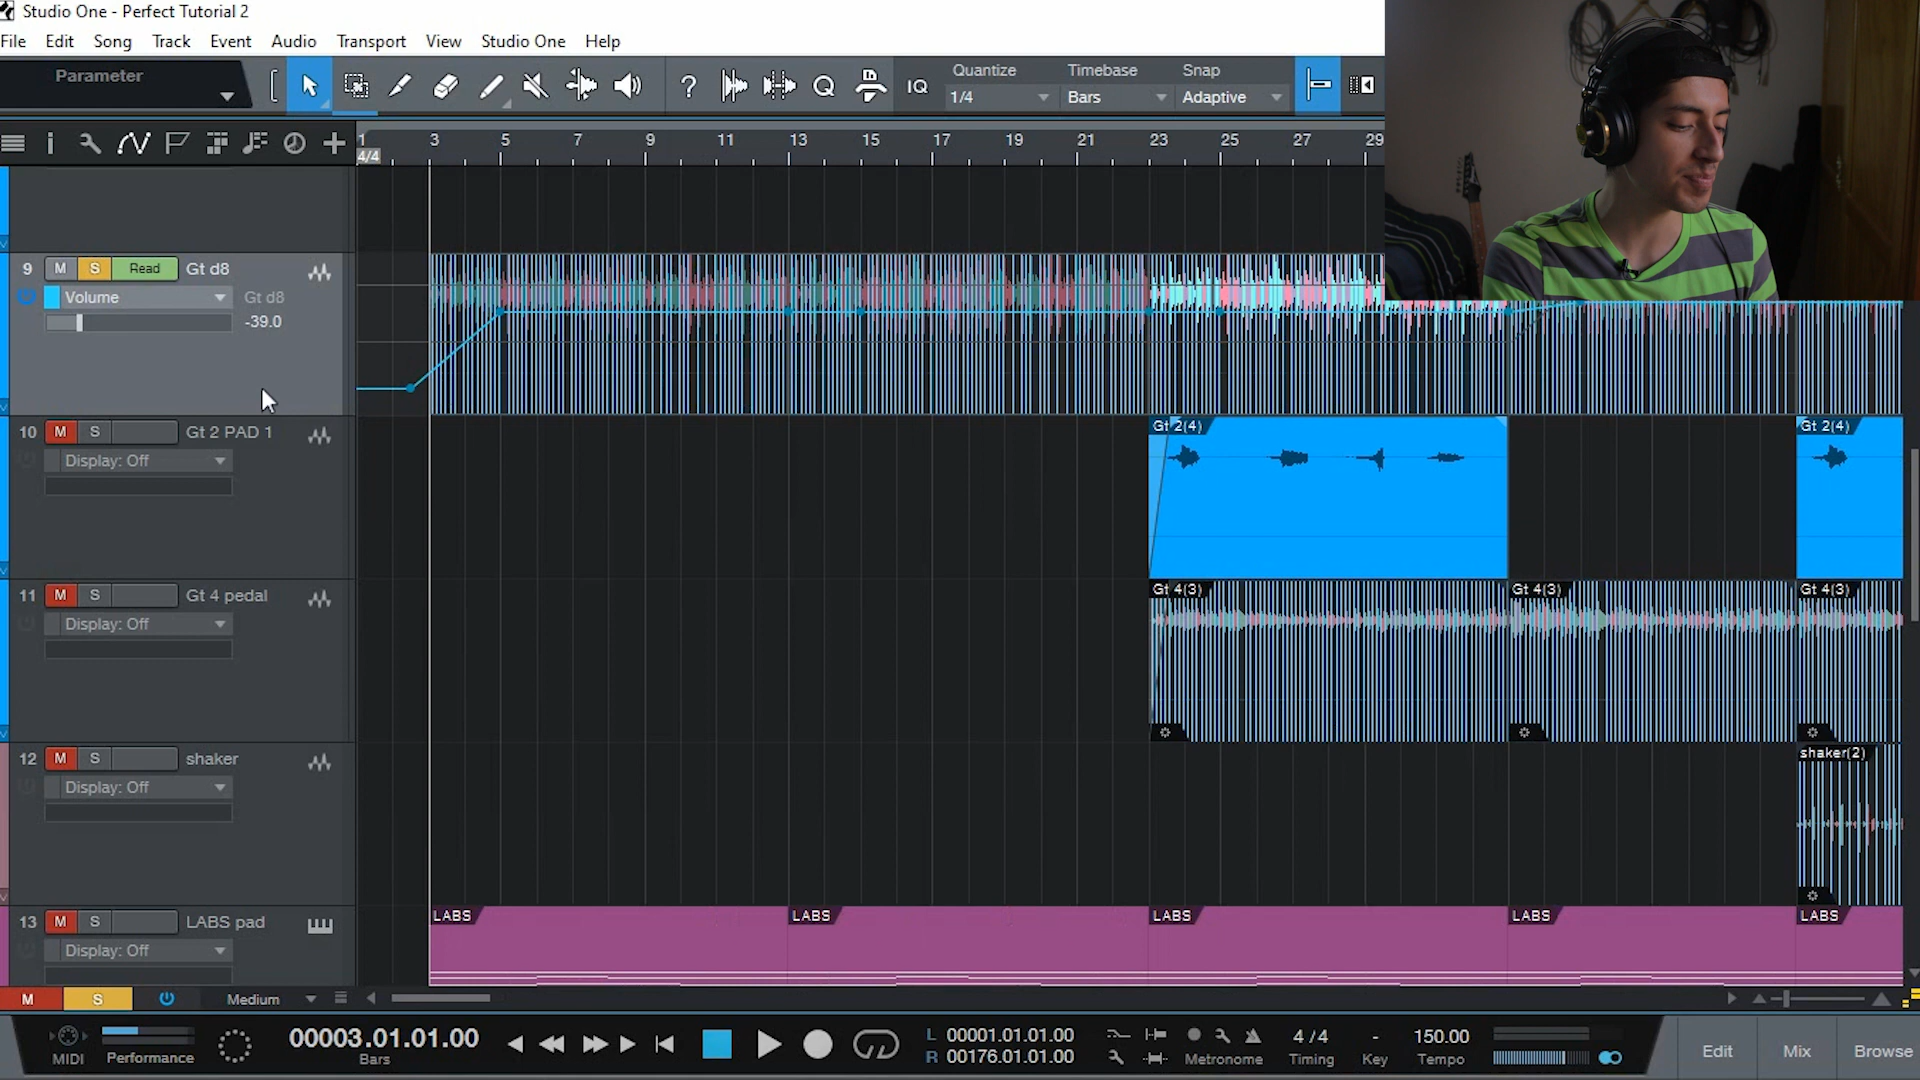 Studio One - Perfect Tutorial 2
File Edit Song Track Event Audio Transport View Studio One Help
Parameter
? Q IQ
Quantize Timebase Snap
1/4 Bars Adaptive
1 3 5 7 9 11 13 15 17 19 21 23 25 27 29
4/4
9 M S Read Gt d8
Volume Gt d8
-39.0
10 M S Gt 2 PAD 1
Display: Off
Gt 2(4) Gt 2(4)
11 M S Gt 4 pedal
Display: Off
Gt 4(3) Gt 4(3) Gt 4(3)
12 M S shaker
Display: Off
shaker(2)
13 M S LABS pad
Display: Off
LABS LABS LABS LABS LABS
M S Medium
MIDI Performance
00003.01.01.00
Bars
L 00001.01.01.00
R 00176.01.01.00
Metronome
4 / 4
Timing
-
Key
150.00
Tempo
Edit Mix Browse